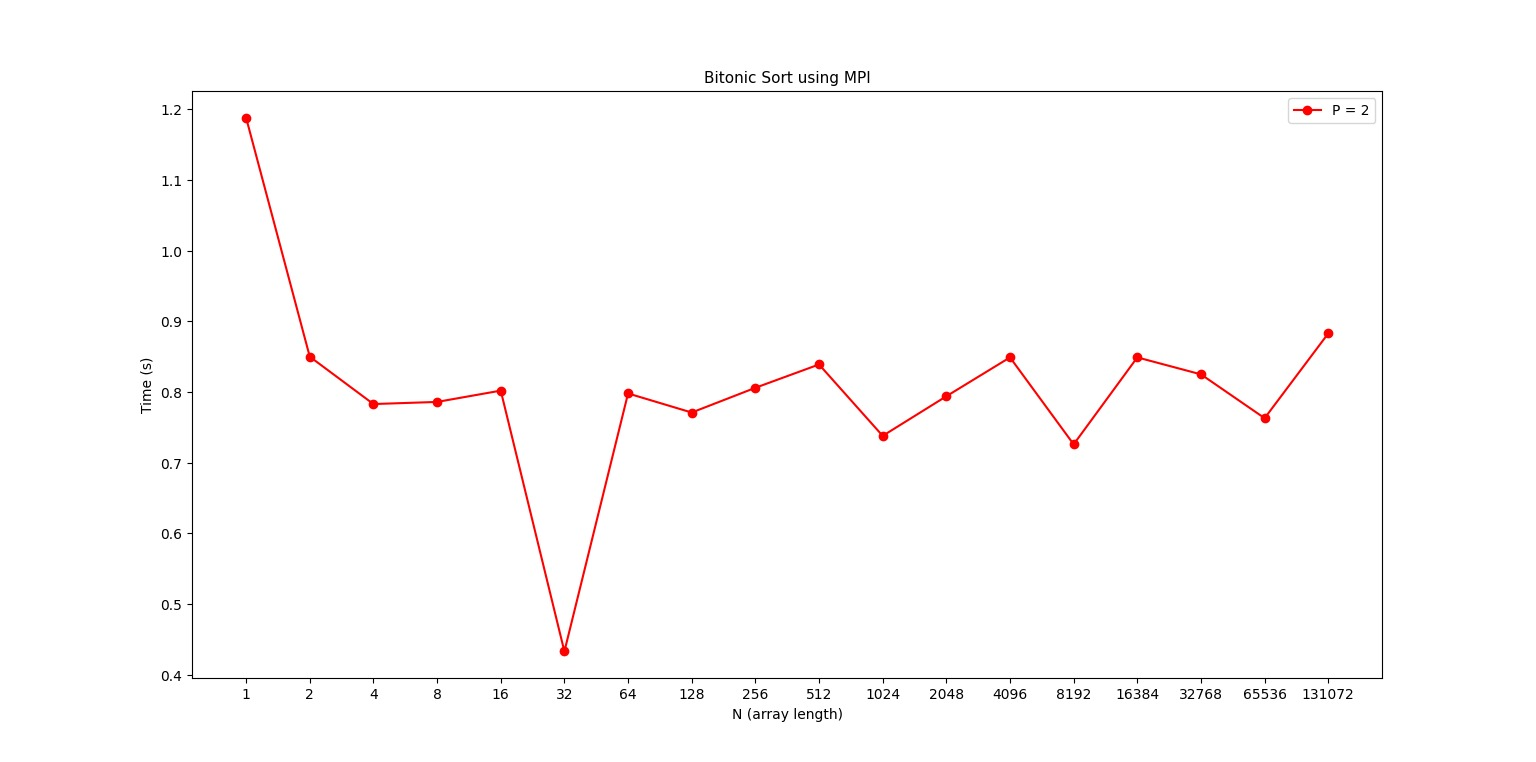 Bitonic Sort using MPI
P = 2
1.2
1.1
1.0
0.9
0.8
0.7
0.6
0.5
0.4
Time (s)
1 2 4 8 16 32 64 128 256 512 1024 2048 4096 8192 16384 32768 65536 131072
N (array length)